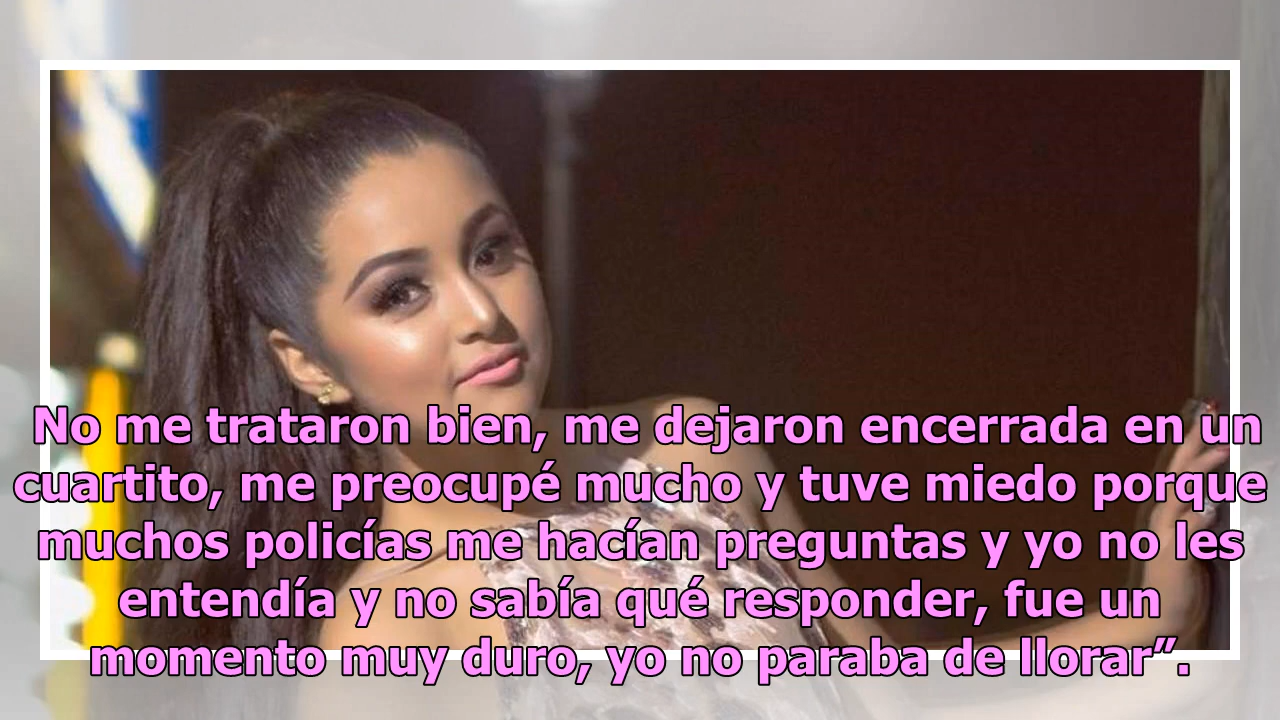 No me trataron bien, me dejaron encerrada en un
cuartito, me preocupé mucho y tuve miedo porque
muchos policías me hacían preguntas y yo no les
entendía y no sabía qué responder, fue un
momento muy duro, yo no paraba de llorar”.